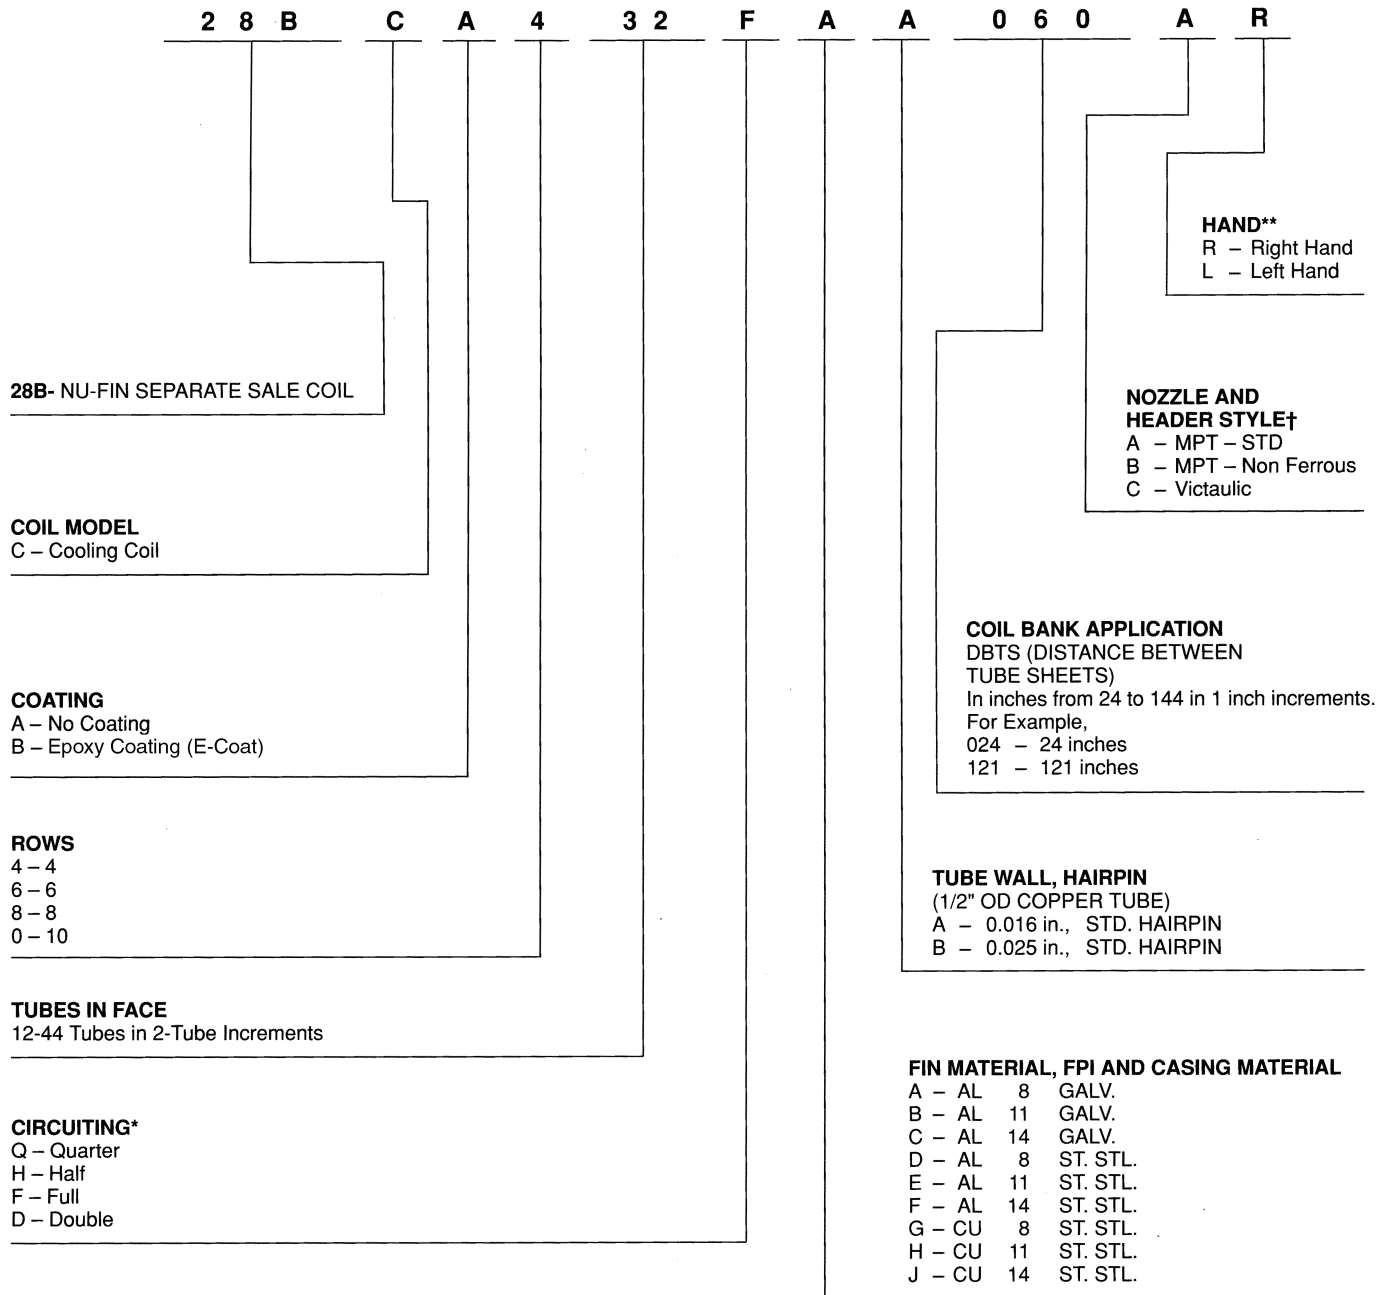 2 8 B C A 4 3 2 F A A 0 6 0 A R
HAND**
R – Right Hand
L – Left Hand
28B- NU-FIN SEPARATE SALE COIL
NOZZLE AND
HEADER STYLE†
A – MPT – STD
B – MPT – Non Ferrous
C – Victaulic
COIL MODEL
C – Cooling Coil
COIL BANK APPLICATION
DBTS (DISTANCE BETWEEN
TUBE SHEETS)
In inches from 24 to 144 in 1 inch increments.
For Example,
024 – 24 inches
121 – 121 inches
COATING
A – No Coating
B – Epoxy Coating (E-Coat)
ROWS
4 – 4
6 – 6
8 – 8
0 – 10
TUBE WALL, HAIRPIN
(1/2" OD COPPER TUBE)
A – 0.016 in., STD. HAIRPIN
B – 0.025 in., STD. HAIRPIN
TUBES IN FACE
12-44 Tubes in 2-Tube Increments
FIN MATERIAL, FPI AND CASING MATERIAL
A – AL 8 GALV.
B – AL 11 GALV.
C – AL 14 GALV.
D – AL 8 ST. STL.
E – AL 11 ST. STL.
F – AL 14 ST. STL.
G – CU 8 ST. STL.
H – CU 11 ST. STL.
J – CU 14 ST. STL.
CIRCUITING*
Q – Quarter
H – Half
F – Full
D – Double